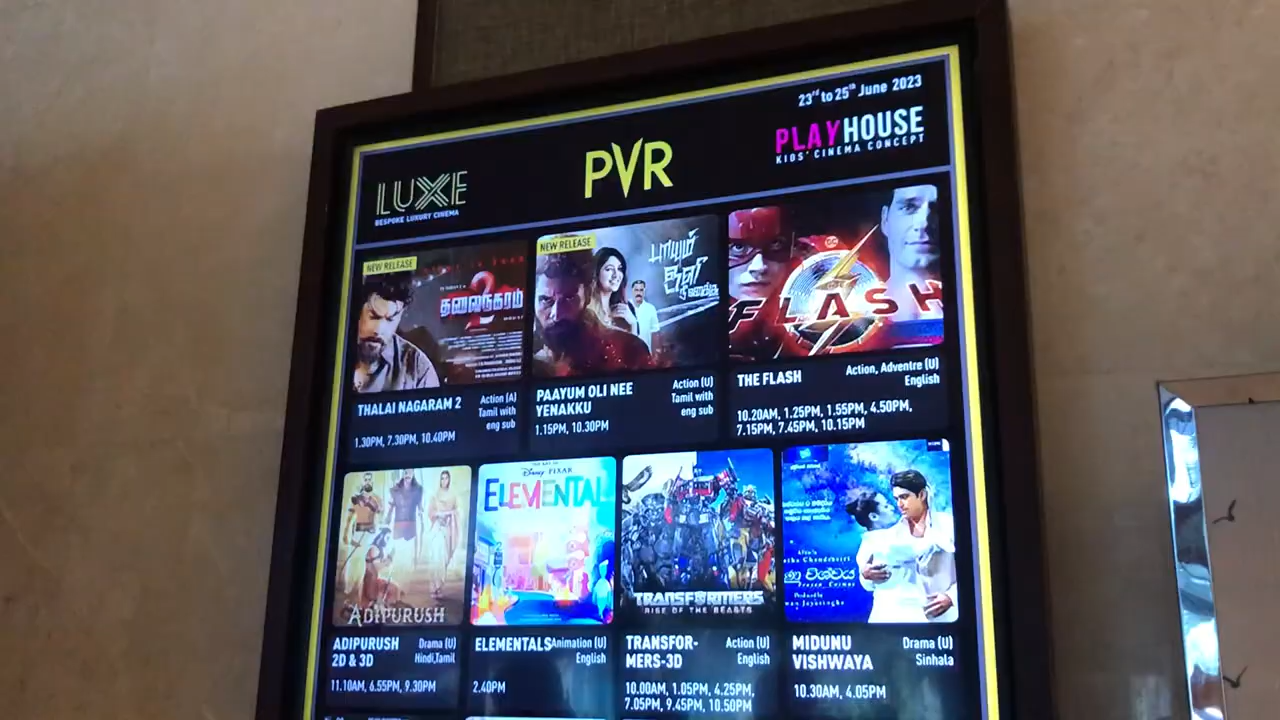 23rd to 25th June 2023
LUXE
BESPOKE LUXURY CINEMA
PVR
PLAYHOUSE
KIDS' CINEMA CONCEPT
NEW RELEASE
2
தலைநகரம்
NEW RELEASE
பாயும்
ஒளி
நீ எனக்கு
FLASH
THALAI NAGARAM 2
Action (A)
Tamil with
eng sub
1.30PM, 7.30PM, 10.40PM
PAAYUM OLI NEE
YENAKKU
Action (U)
Tamil with
eng sub
1.15PM, 10.30PM
THE FLASH
Action, Adventre (U)
English
10.20AM, 1.25PM, 1.55PM, 4.50PM,
7.15PM, 7.45PM, 10.15PM
ADIPURUSH
Disney PIXAR
ELEMENTAL
TRANSFORMERS
RISE OF THE BEASTS
විශ්වය
ADIPURUSH
2D & 3D
Drama (U)
Hindi,Tamil
11.10AM, 6.55PM, 9.30PM
ELEMENTALS
Animation (U)
English
2.40PM
TRANSFOR-
MERS-3D
Action (U)
English
10.00AM, 1.05PM, 4.25PM,
7.05PM, 9.45PM, 10.50PM
MIDUNU
VISHWAYA
Drama (U)
Sinhala
10.30AM, 4.05PM